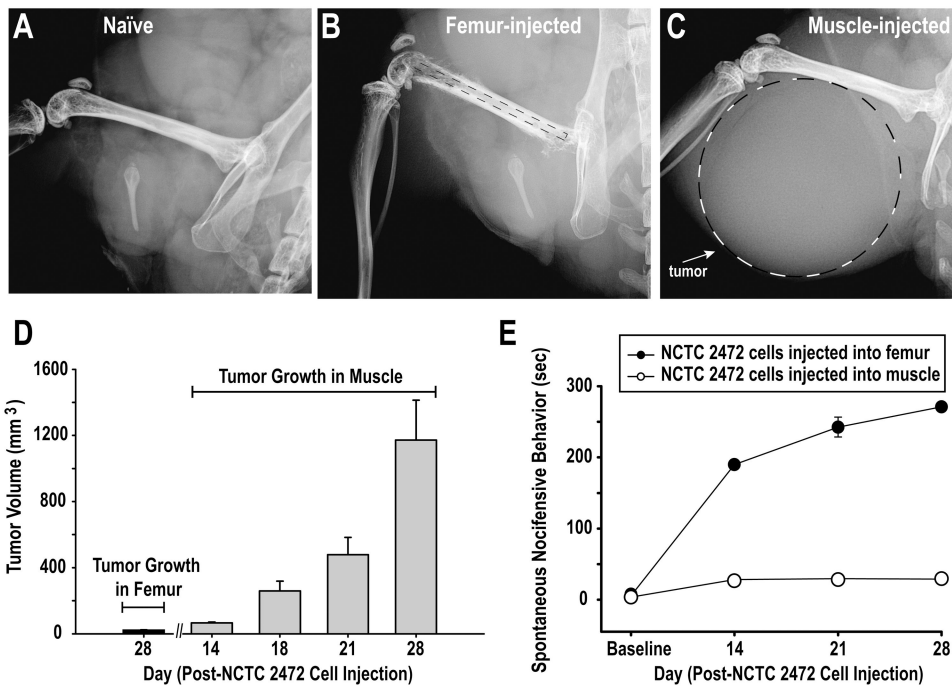 A
Naïve
B
Femur-injected
C
Muscle-injected
tumor
D
Tumor Volume (mm 3)
1600
1200
800
400
0
Tumor Growth in Muscle
Tumor Growth
in Femur
28
14
18
21
28
Day (Post-NCTC 2472 Cell Injection)
E
NCTC 2472 cells injected into femur
NCTC 2472 cells injected into muscle
Spontaneous Nocifensive Behavior (sec)
300
200
100
0
Baseline
14
21
28
Day (Post-NCTC 2472 Cell Injection)